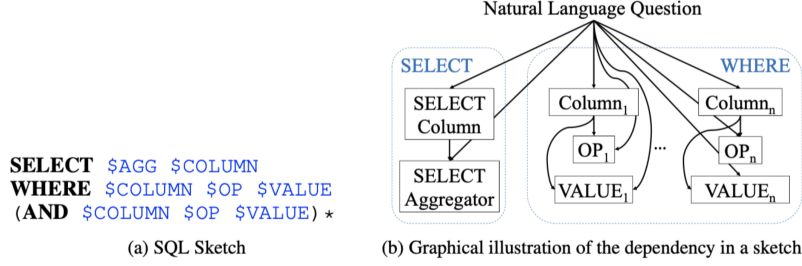 SELECT $AGG $COLUMN
WHERE $COLUMN $OP $VALUE
(AND $COLUMN $OP $VALUE)*
(a) SQL Sketch
Natural Language Question
SELECT
SELECT
Column
SELECT
Aggregator
WHERE
Column1
OP1
VALUE1
...
Columnn
OPn
VALUEn
(b) Graphical illustration of the dependency in a sketch